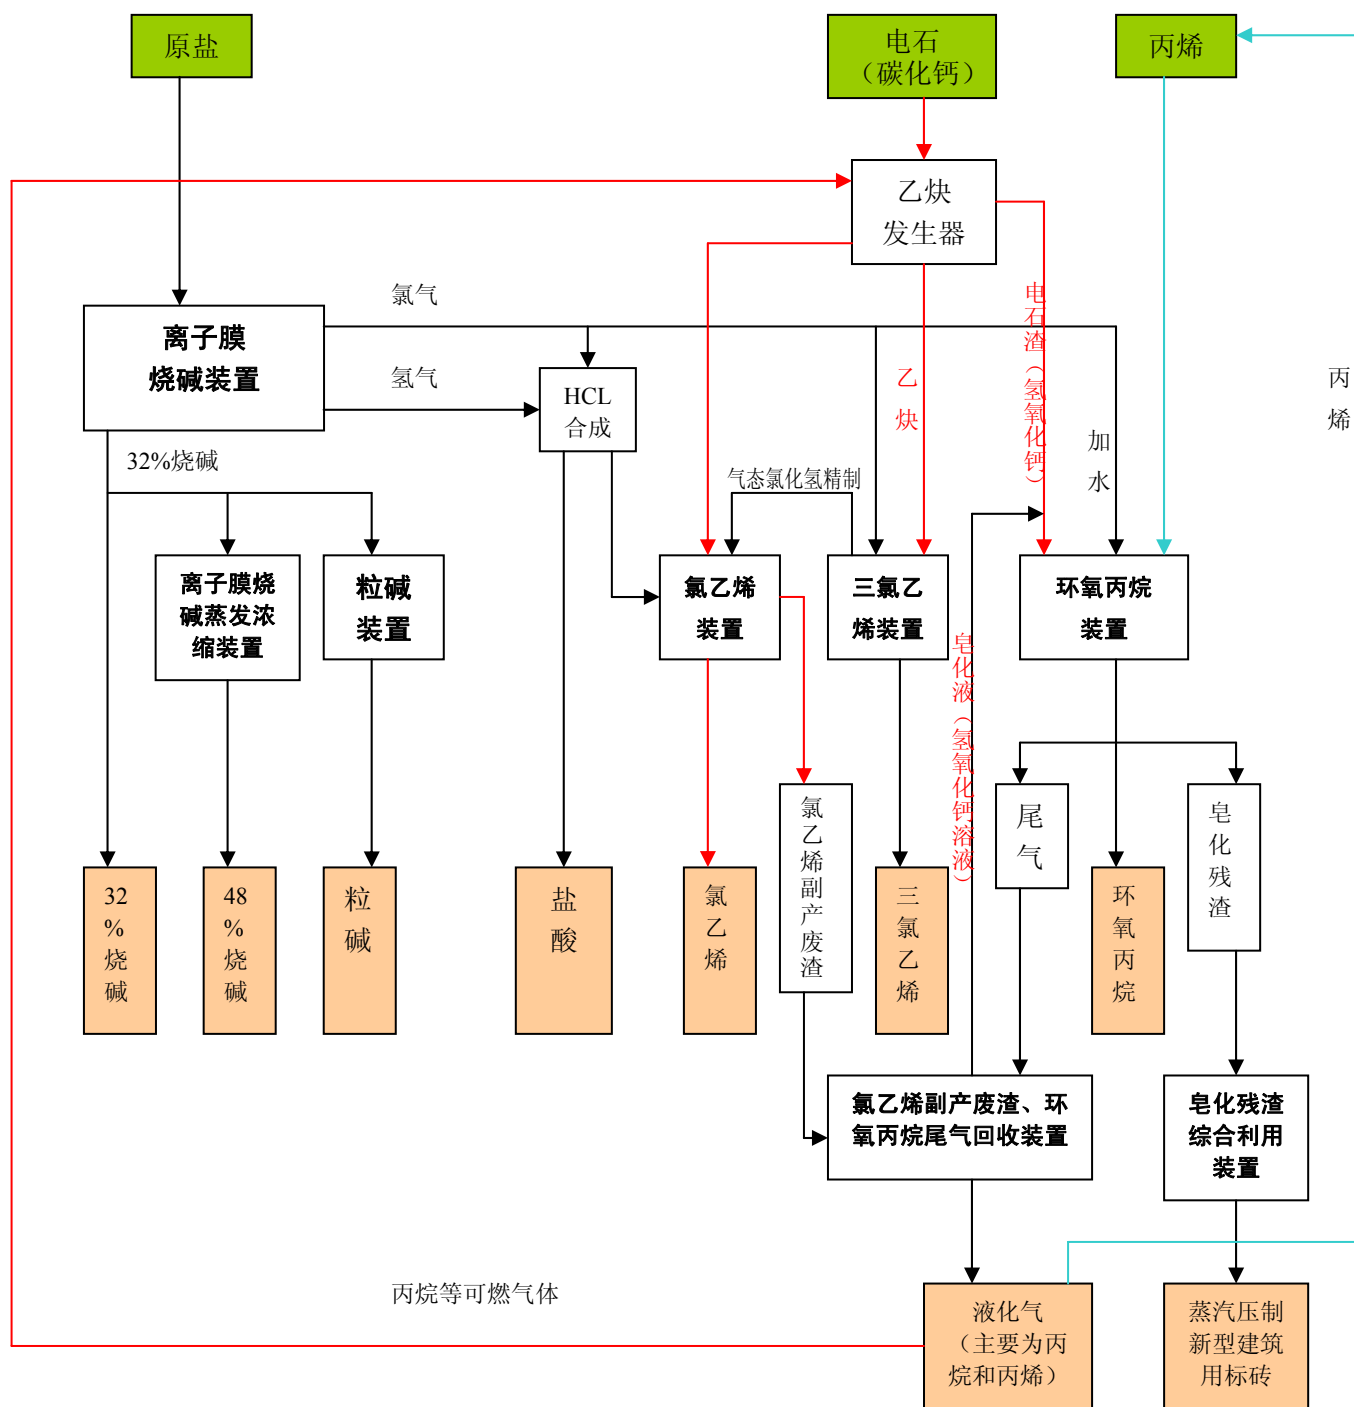 原盐
电石
（碳化钙）
丙烯
乙炔
发生器
氯气
离子膜
烧碱装置
氢气
HCL
合成
乙炔
电石渣（氢氧化钙）
加水
丙烯
32%烧碱
气态氯化氢精制
离子膜烧
碱蒸发浓
缩装置
粒碱
装置
氯乙烯
装置
三氯乙
烯装置
环氧丙烷
装置
皂化液（氢氧化钙溶液）
氯乙烯副产废渣
尾气
皂化残渣
32
%
烧
碱
48
%
烧
碱
粒碱
盐酸
氯乙烯
三氯乙烯
环氧丙烷
氯乙烯副产废渣、环
氧丙烷尾气回收装置
皂化残渣
综合利用
装置
丙烷等可燃气体
液化气
（主要为丙
烷和丙烯）
蒸汽压制
新型建筑
用标砖